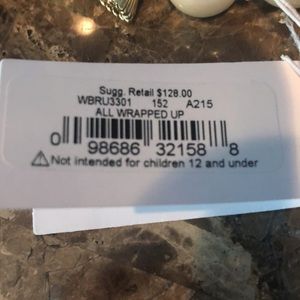 Sugg. Retail $128.00
WBRU3301 152 A215
ALL WRAPPED UP
0 98686 32158 8
⚠Not intended for children 12 and under